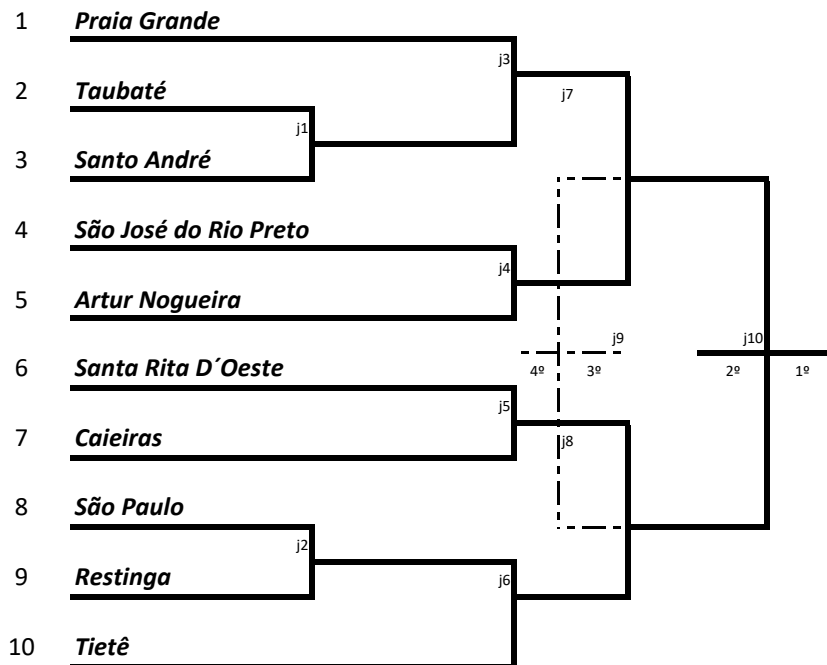 1 Praia Grande
j3
j7
2 Taubaté
j1
3 Santo André
4 São José do Rio Preto
j4
5 Artur Nogueira
j9 j10
6 Santa Rita D´Oeste
4º 3º 2º 1º
j5
7 Caieiras
j8
8 São Paulo
j2
9 Restinga
j6
10 Tietê